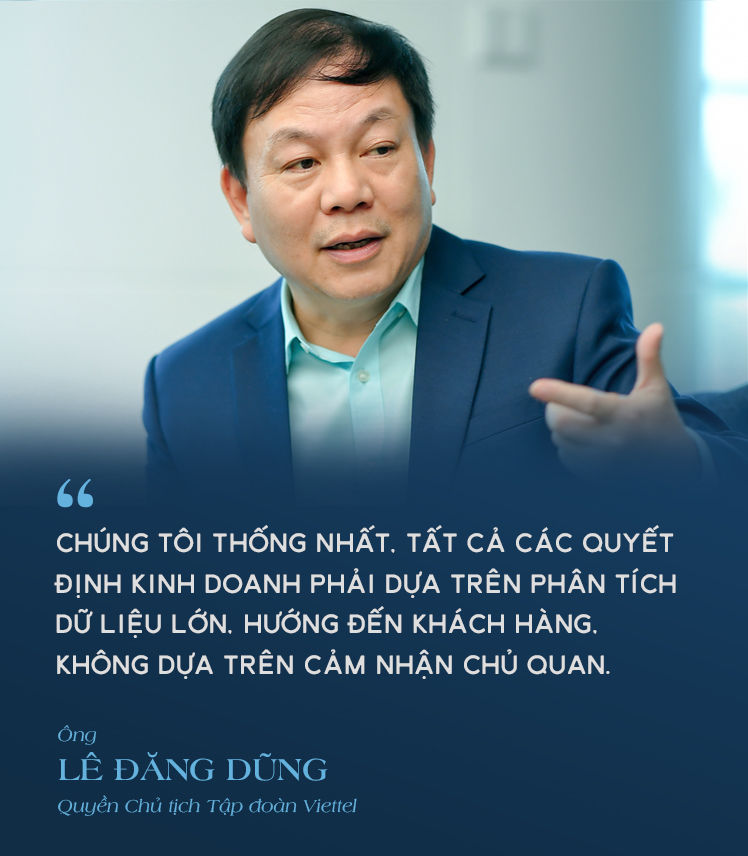 “
CHÚNG TÔI THỐNG NHẤT, TẤT CẢ CÁC QUYẾT
ĐỊNH KINH DOANH PHẢI DỰA TRÊN PHÂN TÍCH
DỮ LIỆU LỚN, HƯỚNG ĐẾN KHÁCH HÀNG,
KHÔNG DỰA TRÊN CẢM NHẬN CHỦ QUAN.
Ông
LÊ ĐĂNG DŨNG
Quyền Chủ tịch Tập đoàn Viettel